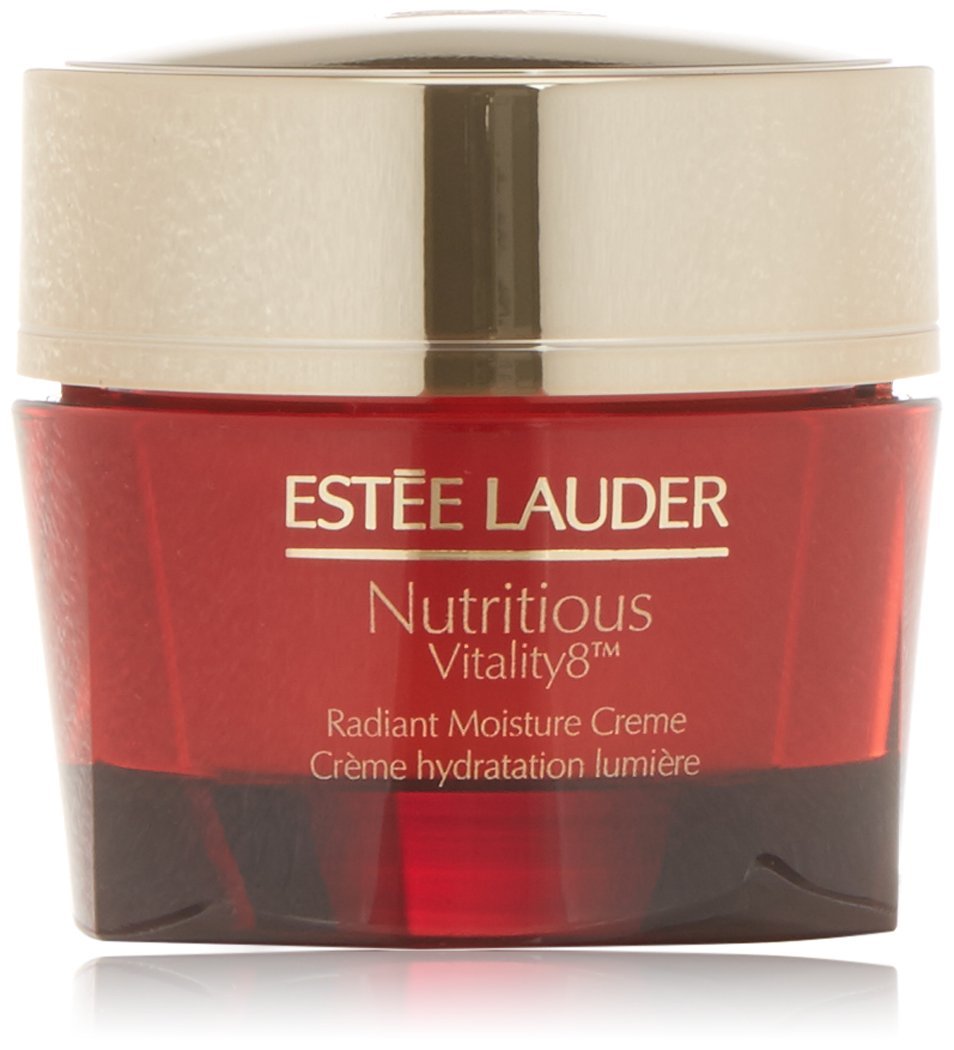 ESTĒE LAUDER
Nutritious
Vitality8™
Radiant Moisture Creme
Crème hydratation lumière